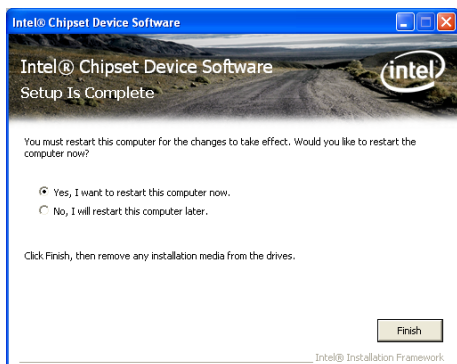 Intel® Chipset Device Software
Intel® Chipset Device Software
Setup Is Complete
intel
You must restart this computer for the changes to take effect. Would you like to restart the
computer now?
Yes, I want to restart this computer now.
No, I will restart this computer later.
Click Finish, then remove any installation media from the drives.
Finish
Intel® Installation Framework